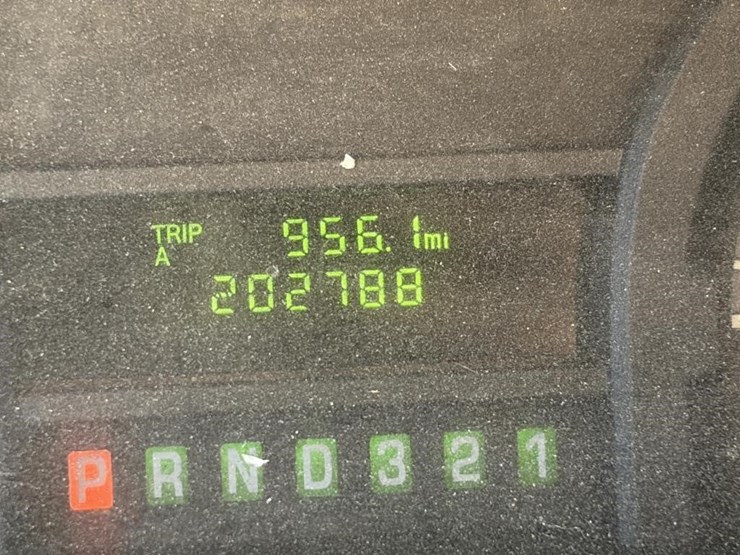 TRIP 956.1mi
A
202788
P R N D 3 2 1